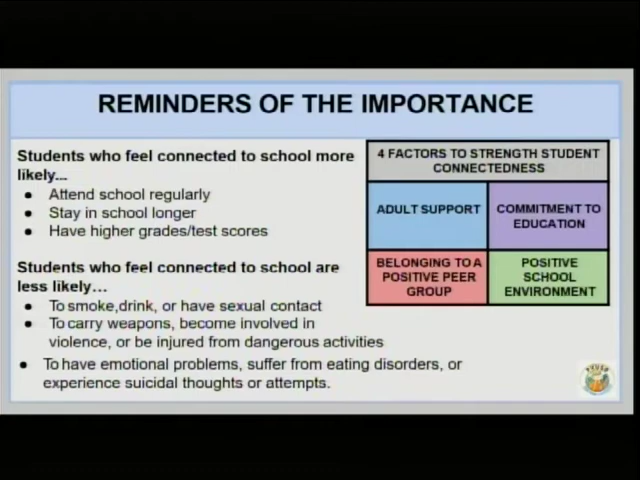 REMINDERS OF THE IMPORTANCE
Students who feel connected to school more
likely...
● Attend school regularly
● Stay in school longer
● Have higher grades/test scores
Students who feel connected to school are
less likely...
● To smoke,drink, or have sexual contact
● To carry weapons, become involved in
violence, or be injured from dangerous activities
● To have emotional problems, suffer from eating disorders, or
experience suicidal thoughts or attempts.
4 FACTORS TO STRENGTH STUDENT
CONNECTEDNESS
ADULT SUPPORT
COMMITMENT TO
EDUCATION
BELONGING TO A
POSITIVE PEER
GROUP
POSITIVE
SCHOOL
ENVIRONMENT